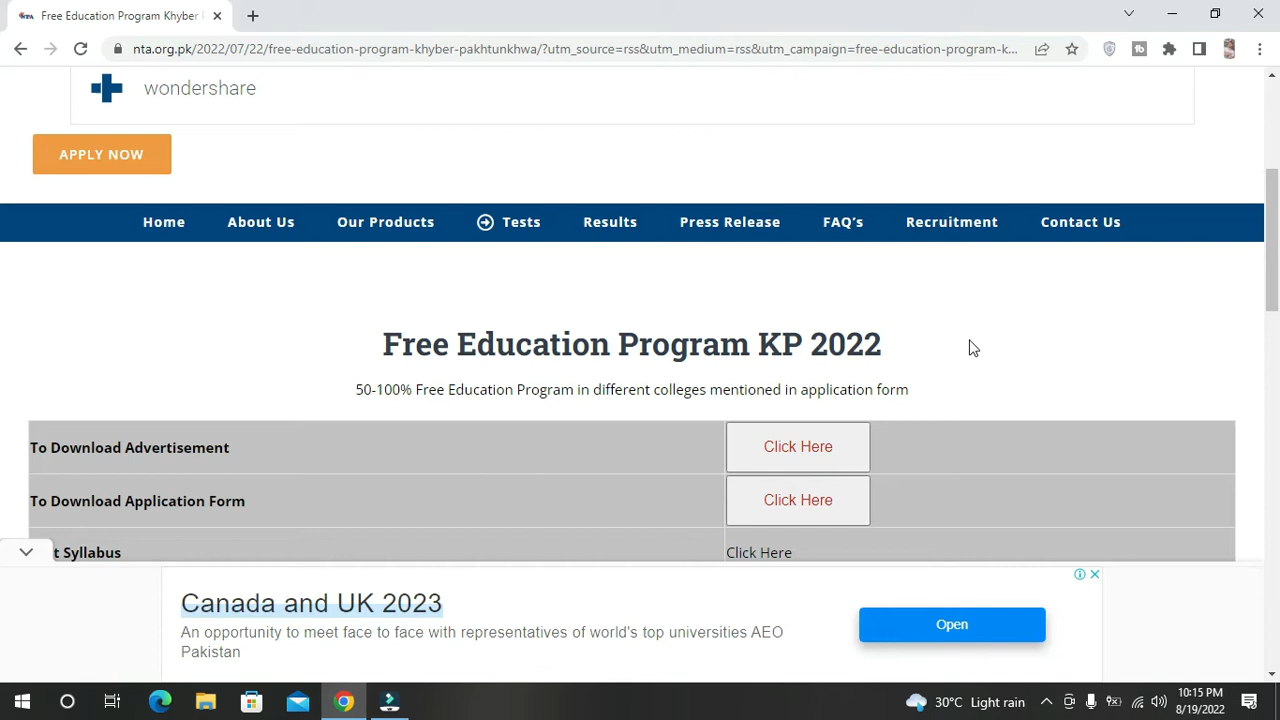 Free Education Program Khyber
nta.org.pk/2022/07/22/free-education-program-khyber-pakhtunkhwa/?utm_source=rss&utm_medium=rss&utm_campaign=free-education-program-k...
wondershare
APPLY NOW
Home About Us Our Products Tests Results Press Release FAQ's Recruitment Contact Us
Free Education Program KP 2022
50-100% Free Education Program in different colleges mentioned in application form
To Download Advertisement Click Here
To Download Application Form Click Here
t Syllabus Click Here
Canada and UK 2023
An opportunity to meet face to face with representatives of world's top universities AEO
Pakistan
Open
30°C Light rain
10:15 PM
8/19/2022